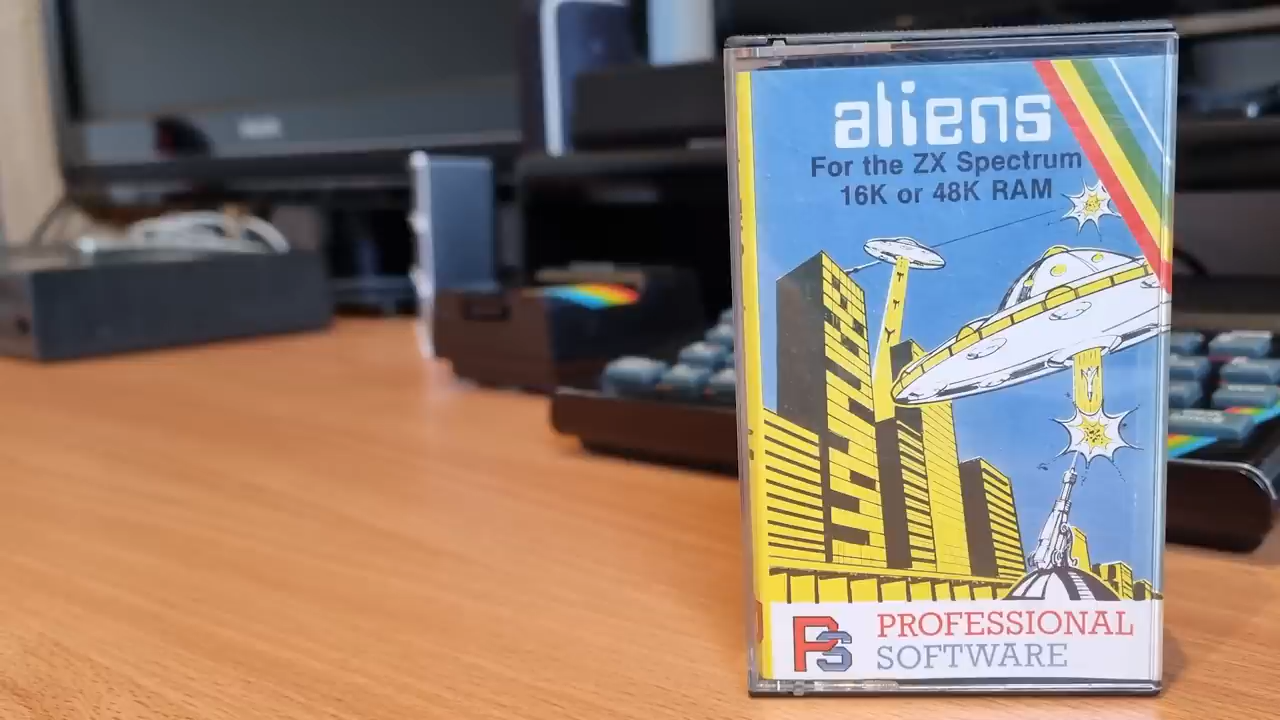 aliens
For the ZX Spectrum
16K or 48K RAM
PS PROFESSIONAL
SOFTWARE